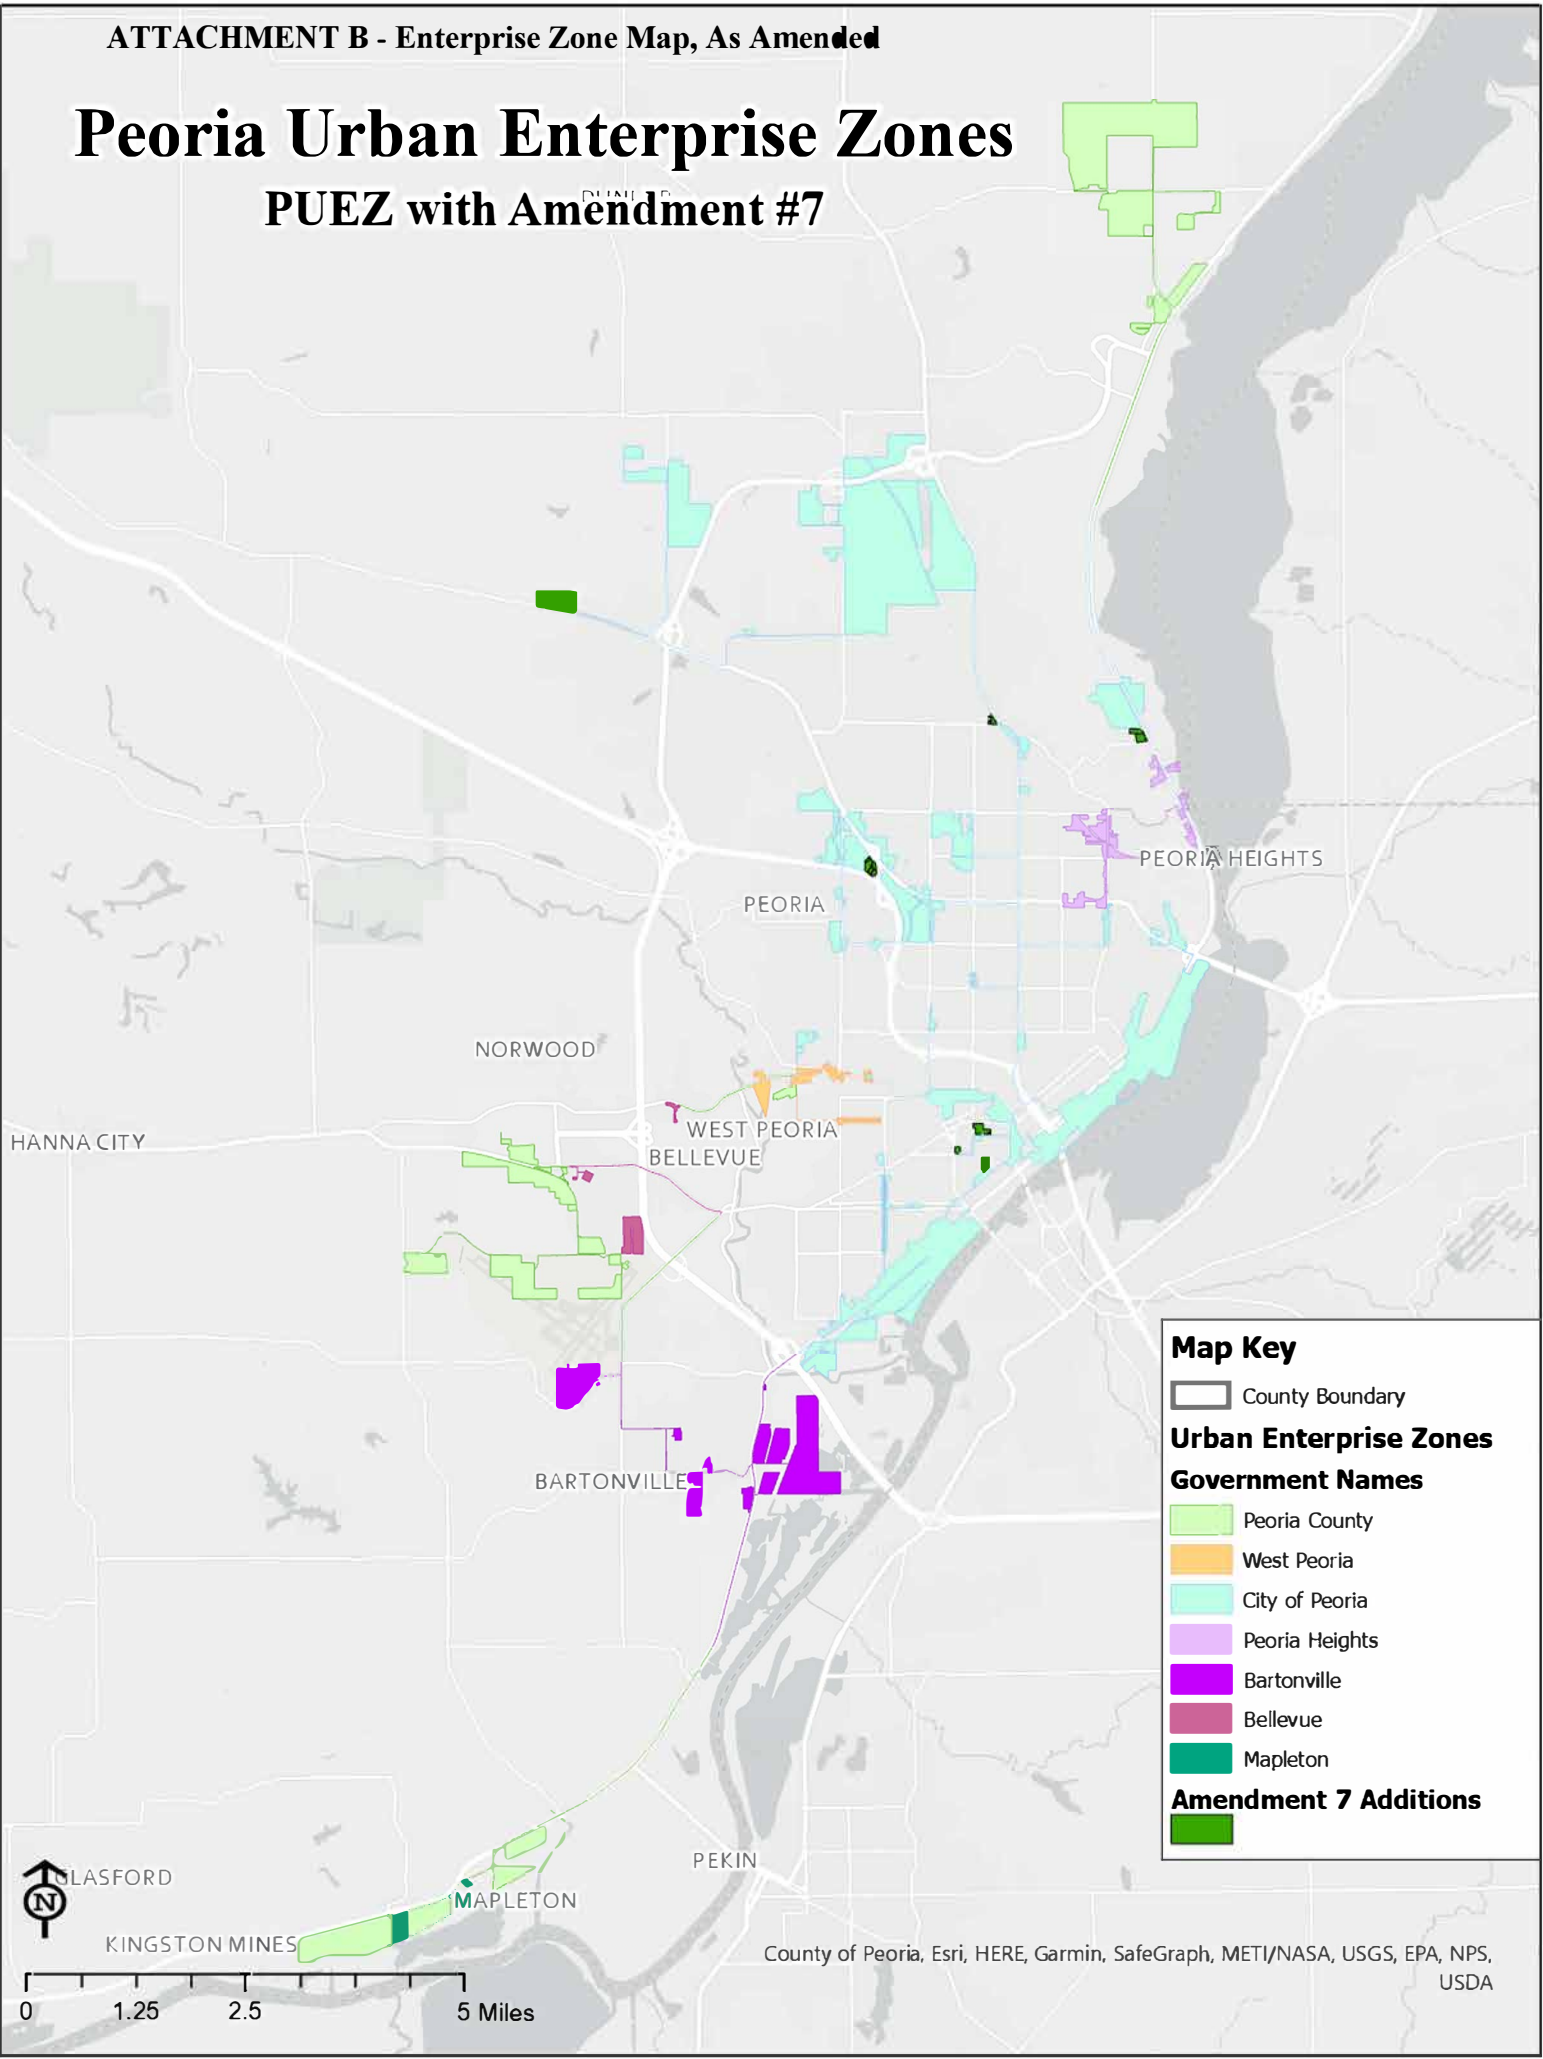 ATTACHMENT B - Enterprise Zone Map, As Amended
Peoria Urban Enterprise Zones
PUEZ with Amendment #7
PEORIA HEIGHTS
PEORIA
NORWOOD
HANNA CITY
WEST PEORIA
BELLEVUE
BARTONVILLE
PEKIN
GLASFORD
MAPLETON
KINGSTON MINES
N
0 1.25 2.5 5 Miles
Map Key
County Boundary
Urban Enterprise Zones
Government Names
Peoria County
West Peoria
City of Peoria
Peoria Heights
Bartonville
Bellevue
Mapleton
Amendment 7 Additions
County of Peoria, Esri, HERE, Garmin, SafeGraph, METI/NASA, USGS, EPA, NPS,
USDA